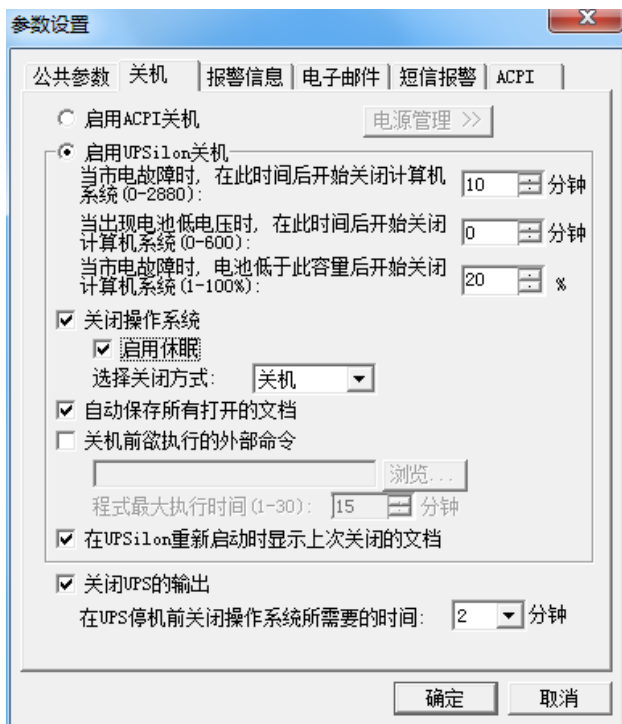 参数设置
公共参数 关机 报警信息 电子邮件 短信报警 ACPI
启用ACPI关机 电源管理 >>
启用UPSilon关机
当市电故障时，在此时间后开始关闭计算机
系统(0-2880): 10 分钟
当出现电池低电压时，在此时间后开始关闭
计算机系统(0-600): 0 分钟
当市电故障时，电池低于此容量后开始关闭
计算机系统(1-100%): 20 %
关闭操作系统
启用休眠
选择关闭方式: 关机
自动保存所有打开的文档
关机前欲执行的外部命令
浏览...
程式最大执行时间(1-30): 15 分钟
在UPSilon重新启动时显示上次关闭的文档
关闭UPS的输出
在UPS停机前关闭操作系统所需要的时间: 2 分钟
确定 取消